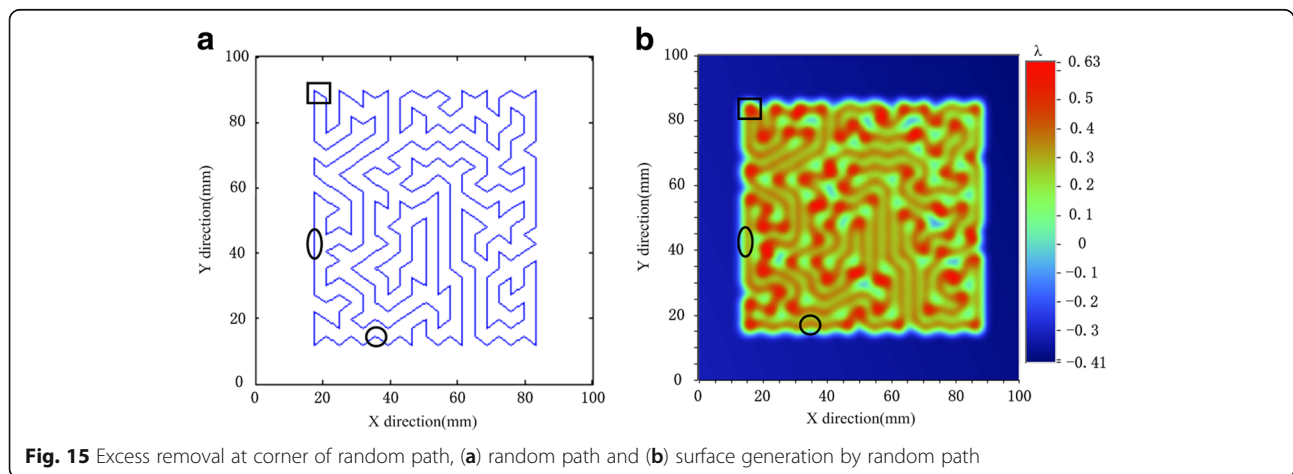 a
100
80
60
40
20
0
Y direction(mm)
0 20 40 60 80 100
X direction(mm)
b
100
80
60
40
20
0
Y direction(mm)
0 20 40 60 80 100
X direction(mm)
λ
0.63
0.5
0.4
0.3
0.2
0.1
0
−0.1
−0.2
−0.3
−0.41
Fig. 15 Excess removal at corner of random path, (a) random path and (b) surface generation by random path